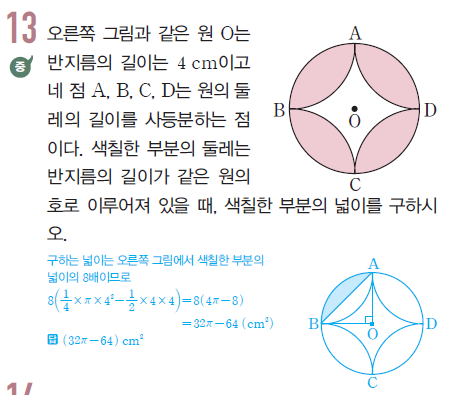 13 오른쪽 그림과 같은 원 O는
중 반지름의 길이는 4 cm이고
네 점 A, B, C, D는 원의 둘
레의 길이를 사등분하는 점
이다. 색칠한 부분의 둘레는
반지름의 길이가 같은 원의
호로 이루어져 있을 때, 색칠한 부분의 넓이를 구하시
오.
A
B
D
O
C
구하는 넓이는 오른쪽 그림에서 색칠한 부분의
넓이의 8배이므로
8(1/4×π×4²−1/2×4×4)=8(4π−8)
=32π−64 (cm²)
답 (32π−64) cm²
A
B
D
O
C